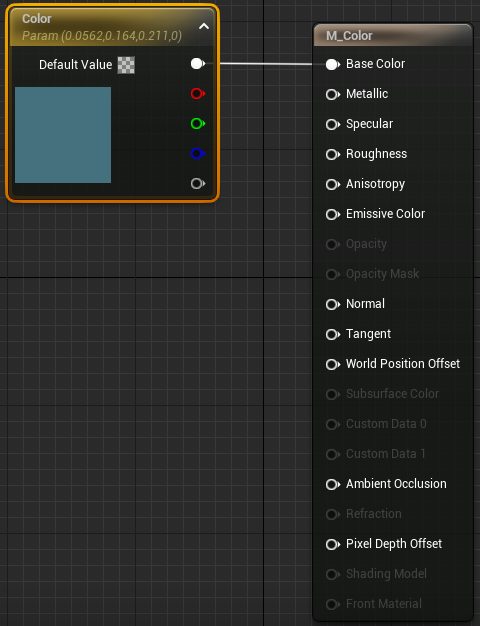 Color
Param (0.0562,0.164,0.211,0)
Default Value
M_Color
Base Color
Metallic
Specular
Roughness
Anisotropy
Emissive Color
Opacity
Opacity Mask
Normal
Tangent
World Position Offset
Subsurface Color
Custom Data 0
Custom Data 1
Ambient Occlusion
Refraction
Pixel Depth Offset
Shading Model
Front Material